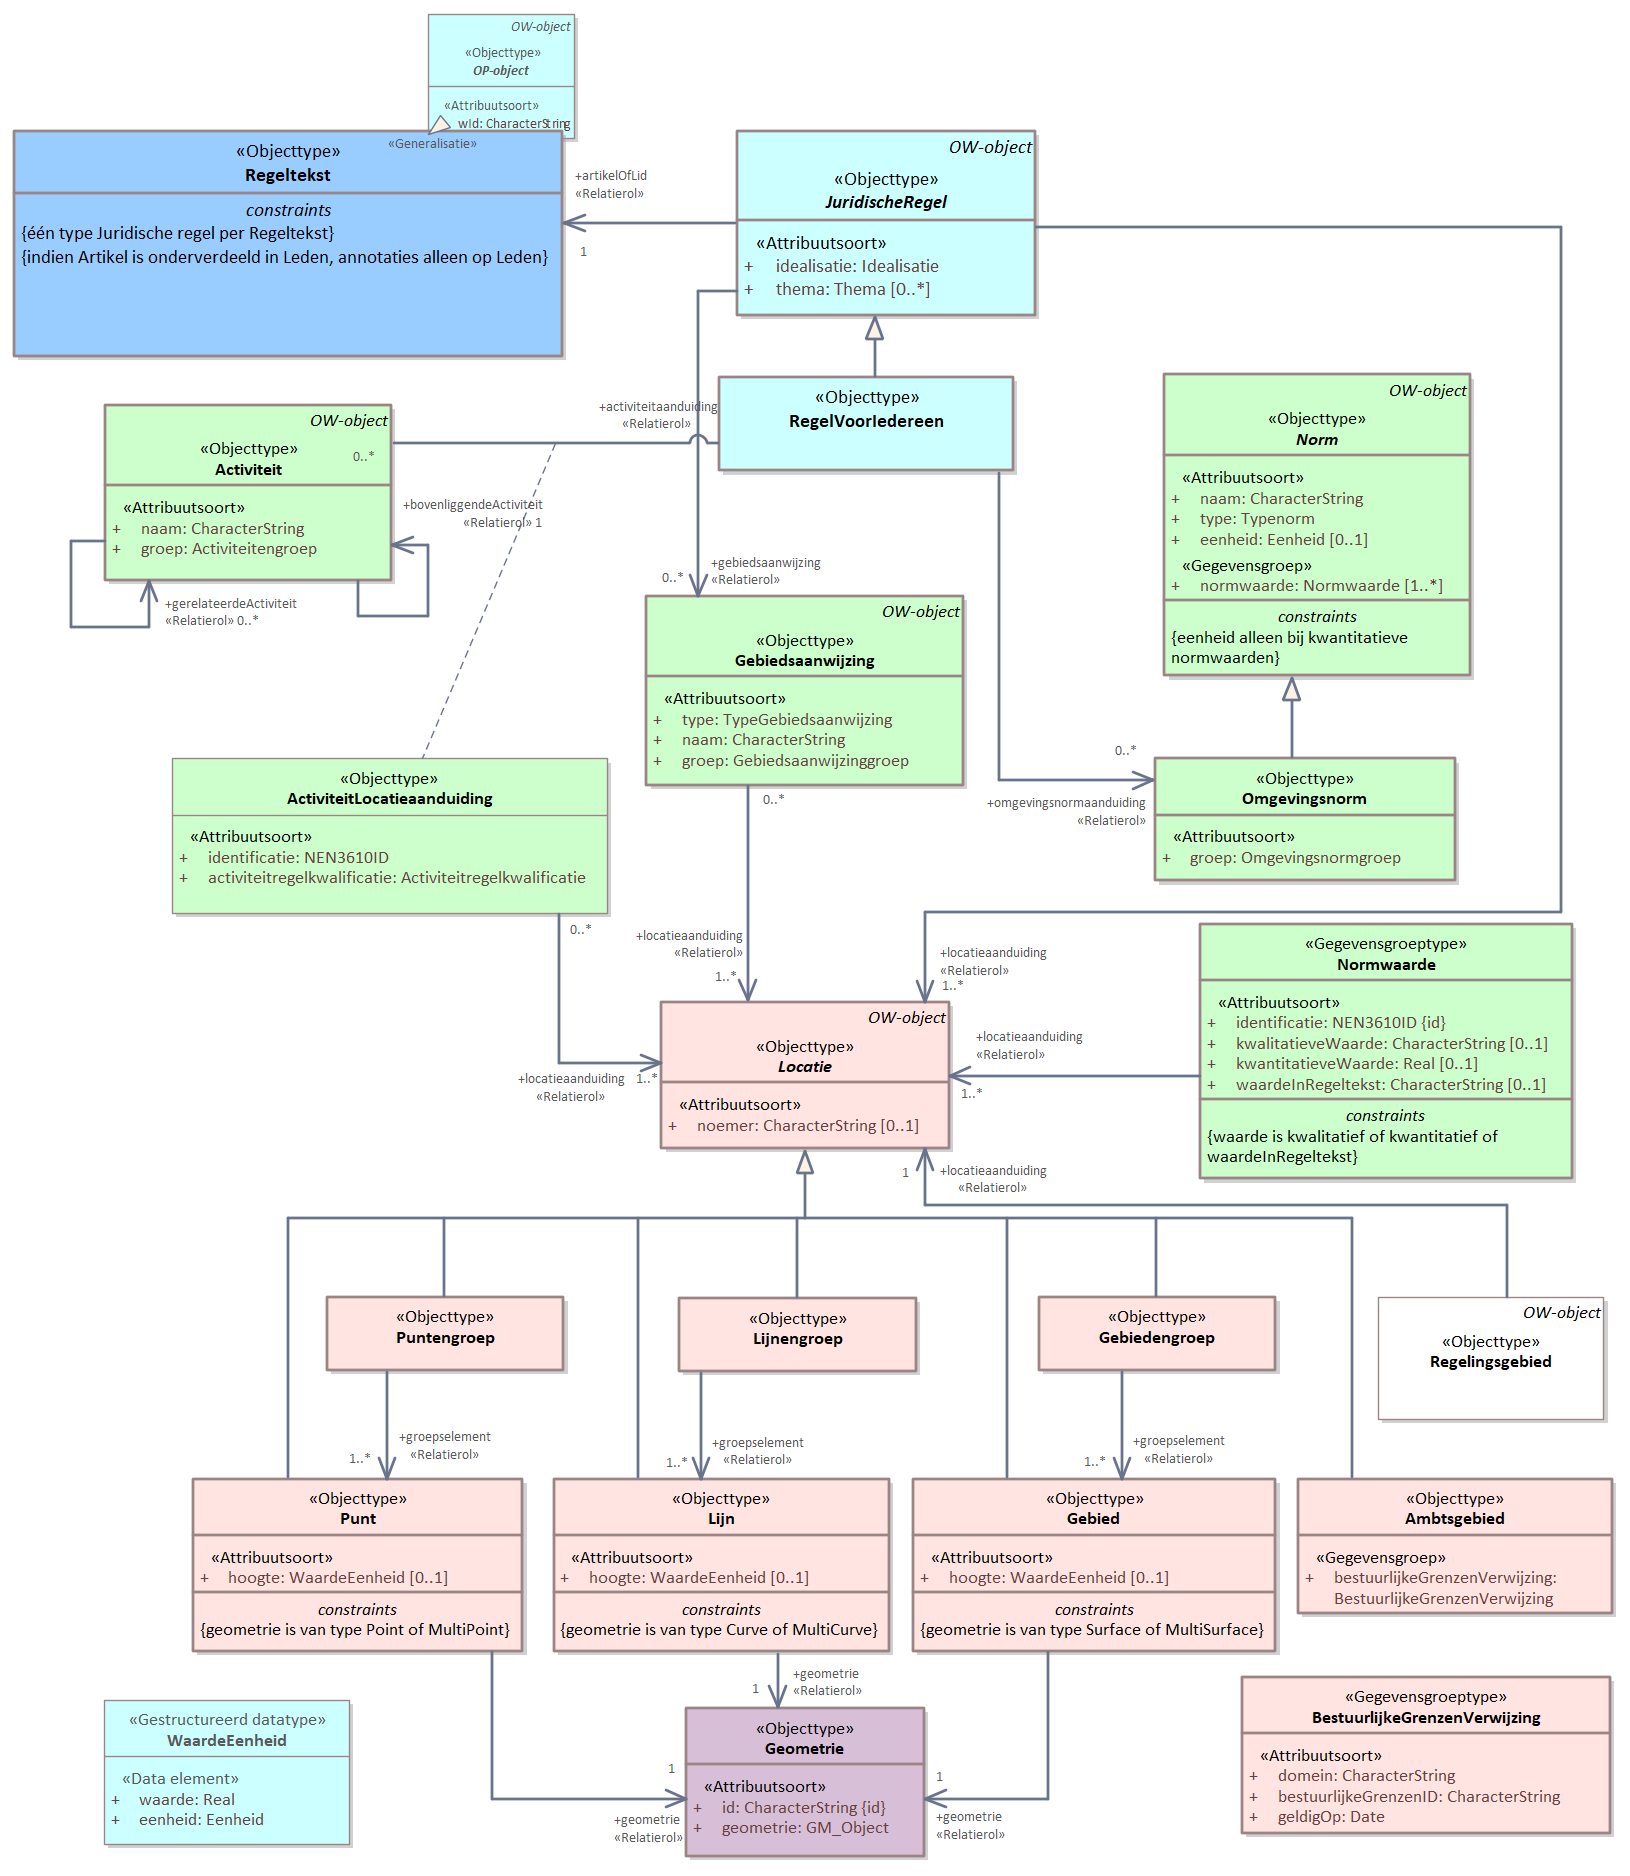 OW-object
«Objecttype»
OP-object
«Attribuutsoort»
wId: CharacterString
«Generalisatie»
«Objecttype»
Regeltekst
constraints
{één type Juridische regel per Regeltekst}
{indien Artikel is onderverdeeld in Leden, annotaties alleen op Leden}
+artikelOfLid
«Relatierol»
1
OW-object
«Objecttype»
JuridischeRegel
«Attribuutsoort»
+ idealisatie: Idealisatie
+ thema: Thema [0..*]
«Objecttype»
RegelVoorIedereen
+activiteitaanduiding
«Relatierol»
0..*
OW-object
«Objecttype»
Activiteit
«Attribuutsoort»
+ naam: CharacterString
+ groep: Activiteitengroep
+bovenliggendeActiviteit
«Relatierol» 1
+gerelateerdeActiviteit
«Relatierol» 0..*
OW-object
«Objecttype»
Norm
«Attribuutsoort»
+ naam: CharacterString
+ type: Typenorm
+ eenheid: Eenheid [0..1]
«Gegevensgroep»
+ normwaarde: Normwaarde [1..*]
constraints
{eenheid alleen bij kwantitatieve
normwaarden}
+gebiedsaanwijzing
«Relatierol»
0..*
OW-object
«Objecttype»
Gebiedsaanwijzing
«Attribuutsoort»
+ type: TypeGebiedsaanwijzing
+ naam: CharacterString
+ groep: Gebiedsaanwijzinggroep
0..*
0..*
+omgevingsnormaanduiding
«Relatierol»
«Objecttype»
Omgevingsnorm
«Attribuutsoort»
+ groep: Omgevingsnormgroep
«Objecttype»
ActiviteitLocatieaanduiding
«Attribuutsoort»
+ identificatie: NEN3610ID
+ activiteitregelkwalificatie: Activiteitregelkwalificatie
0..*
+locatieaanduiding
«Relatierol»
1..*
+locatieaanduiding
«Relatierol»
1..*
«Gegevensgroeptype»
Normwaarde
«Attribuutsoort»
+ identificatie: NEN3610ID {id}
+ kwalitatieveWaarde: CharacterString [0..1]
+ kwantitatieveWaarde: Real [0..1]
+ waardeInRegeltekst: CharacterString [0..1]
constraints
{waarde is kwalitatief of kwantitatief of
waardeInRegeltekst}
OW-object
«Objecttype»
Locatie
«Attribuutsoort»
+ noemer: CharacterString [0..1]
+locatieaanduiding 1..*
«Relatierol»
+locatieaanduiding
«Relatierol»
1..*
1
+locatieaanduiding
«Relatierol»
«Objecttype»
Puntengroep
«Objecttype»
Lijnengroep
«Objecttype»
Gebiedengroep
OW-object
«Objecttype»
Regelingsgebied
+groepselement
«Relatierol»
1..*
+groepselement
«Relatierol»
1..*
+groepselement
«Relatierol»
1..*
«Objecttype»
Punt
«Attribuutsoort»
+ hoogte: WaardeEenheid [0..1]
constraints
{geometrie is van type Point of MultiPoint}
«Objecttype»
Lijn
«Attribuutsoort»
+ hoogte: WaardeEenheid [0..1]
constraints
{geometrie is van type Curve of MultiCurve}
«Objecttype»
Gebied
«Attribuutsoort»
+ hoogte: WaardeEenheid [0..1]
constraints
{geometrie is van type Surface of MultiSurface}
«Objecttype»
Ambtsgebied
«Gegevensgroep»
+ bestuurlijkeGrenzenVerwijzing:
BestuurlijkeGrenzenVerwijzing
+geometrie
«Relatierol»
1
«Gestructureerd datatype»
WaardeEenheid
«Data element»
+ waarde: Real
+ eenheid: Eenheid
1
+geometrie
«Relatierol»
«Objecttype»
Geometrie
«Attribuutsoort»
+ id: CharacterString {id}
+ geometrie: GM_Object
1
+geometrie
«Relatierol»
«Gegevensgroeptype»
BestuurlijkeGrenzenVerwijzing
«Attribuutsoort»
+ domein: CharacterString
+ bestuurlijkeGrenzenID: CharacterString
+ geldigOp: Date